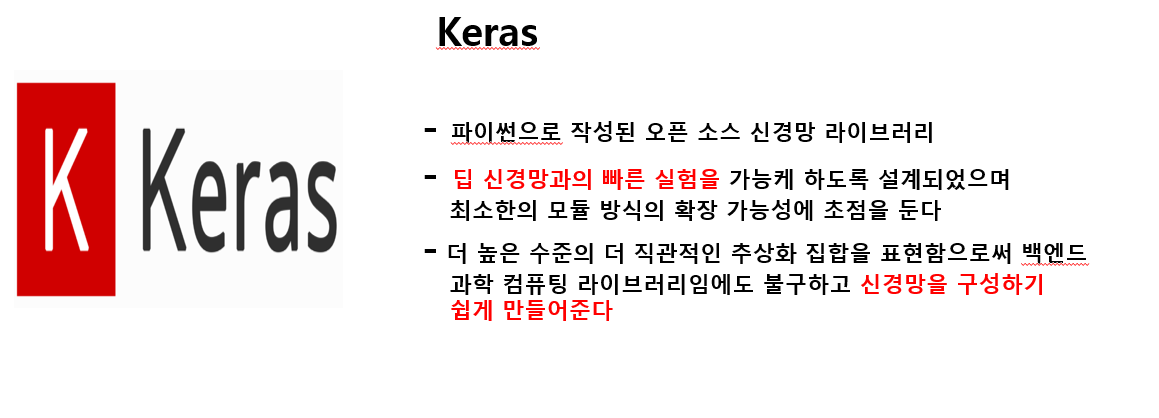 Keras
K Keras
- 파이썬으로 작성된 오픈 소스 신경망 라이브러리
- 딥 신경망과의 빠른 실험을 가능케 하도록 설계되었으며
최소한의 모듈 방식의 확장 가능성에 초점을 둔다
- 더 높은 수준의 더 직관적인 추상화 집합을 표현함으로써 백엔드
과학 컴퓨팅 라이브러리임에도 불구하고 신경망을 구성하기
쉽게 만들어준다